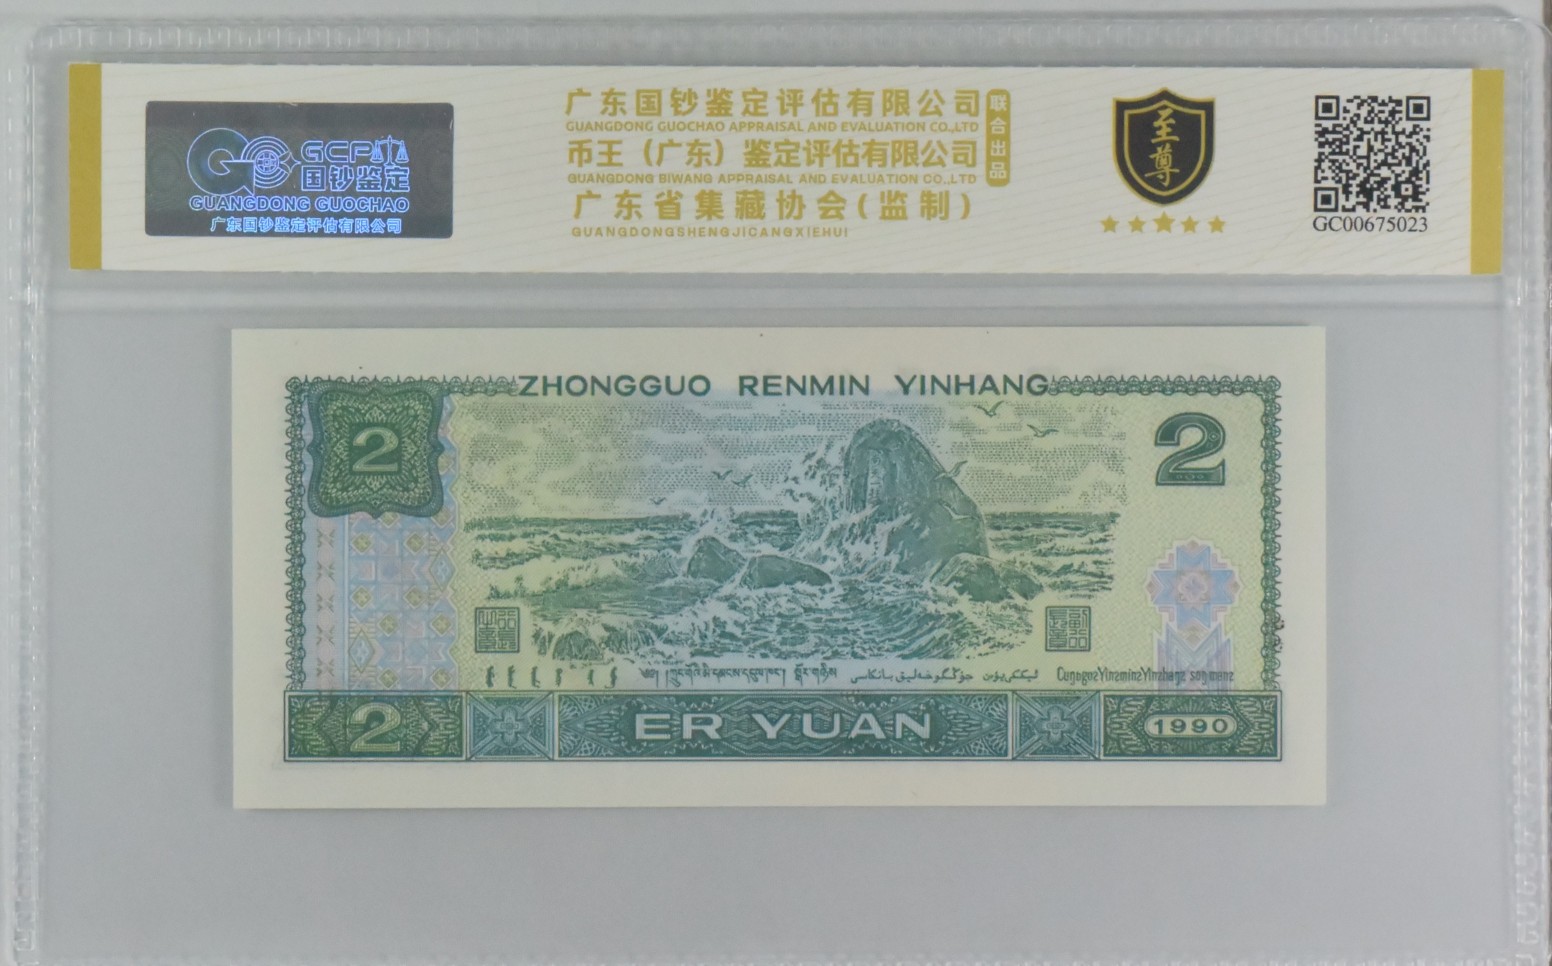 GCP
国钞鉴定
GUANGDONG GUOCHAO
广东国钞鉴定评估有限公司
广东国钞鉴定评估有限公司
GUANGDONG GUOCHAO APPRAISAL AND EVALUATION CO.,LTD
币王（广东）鉴定评估有限公司
GUANGDONG BIWANG APPRAISAL AND EVALUATION CO.,LTD
广东省集藏协会(监制)
GUANGDONGSHENGJICANGXIEHUI
联合出品
至尊
GC00675023
ZHONGGUO RENMIN YINHANG
2
2
CungguzYinzminzYinzhangz song maenz
2
ER YUAN
1990